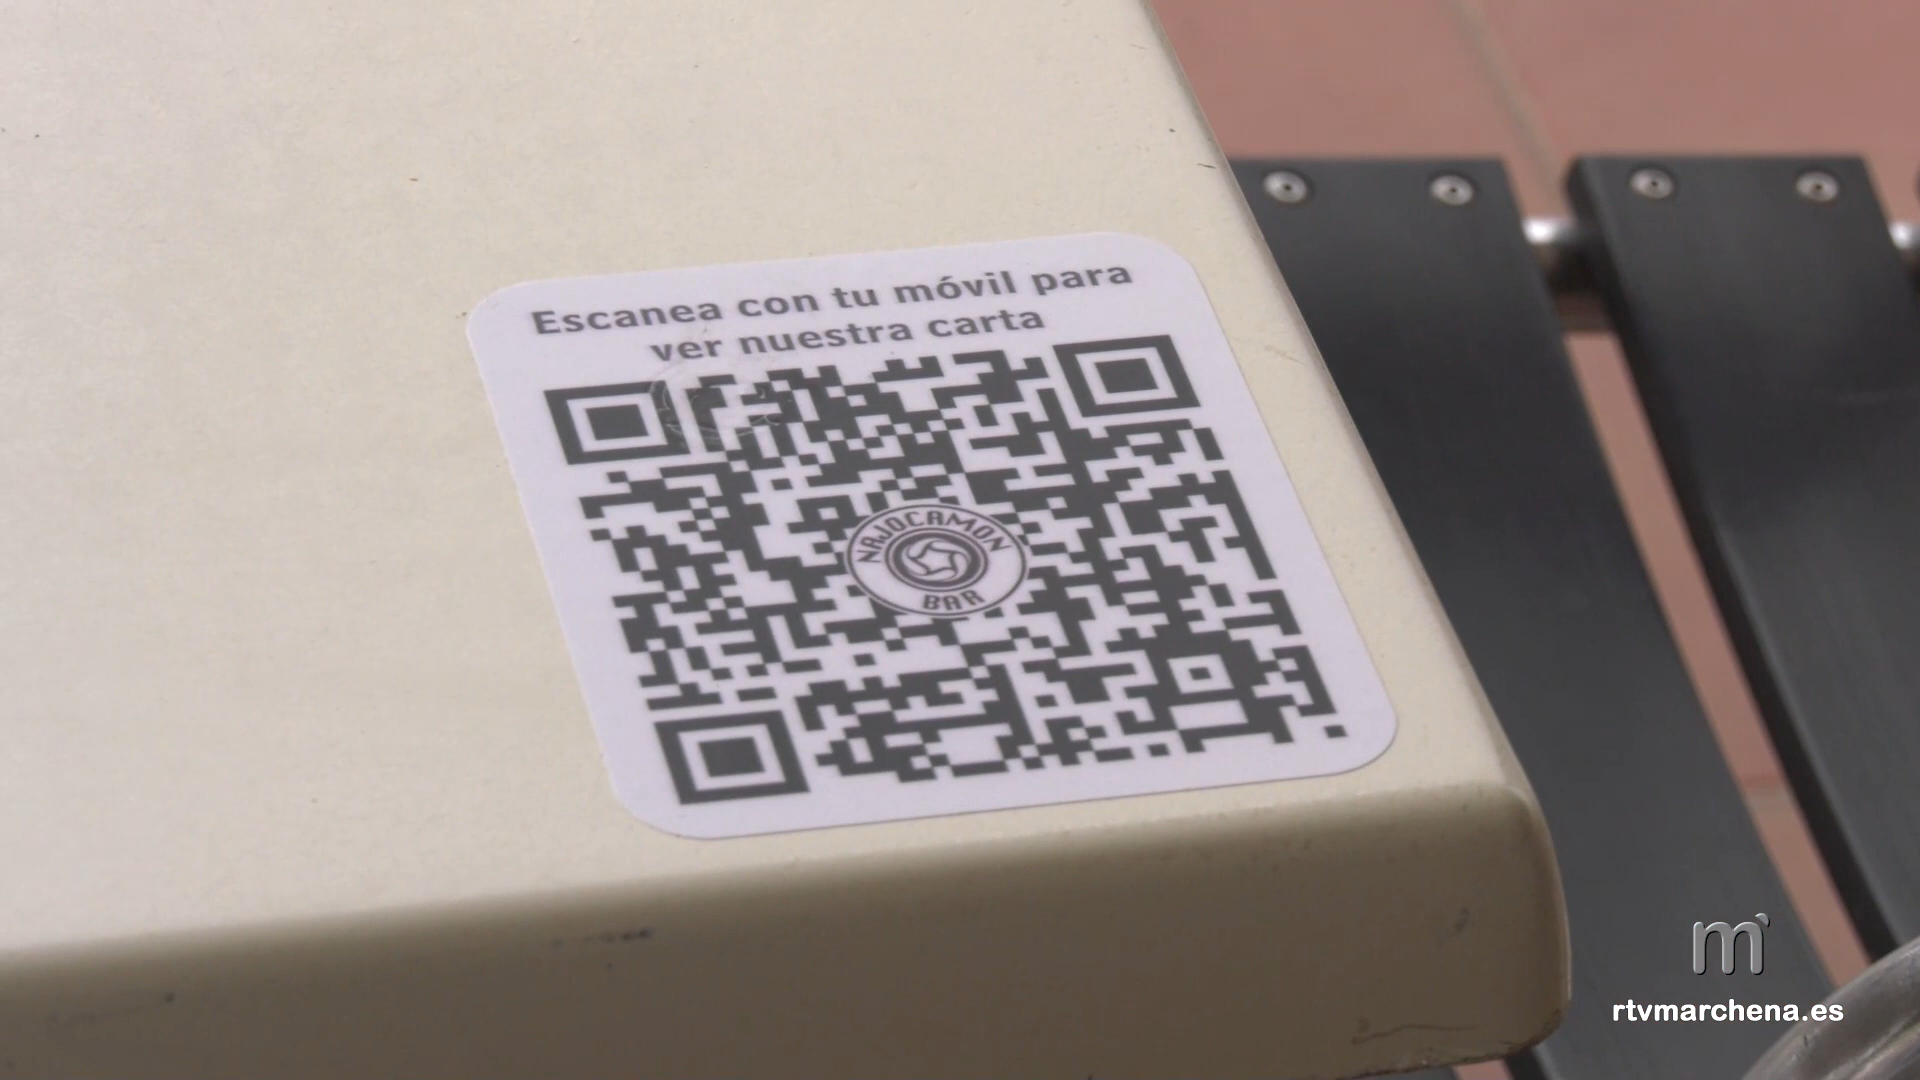 Escanea con tu móvil para
ver nuestra carta
NAJOCAMON
BAR
m
rtvmarchena.es